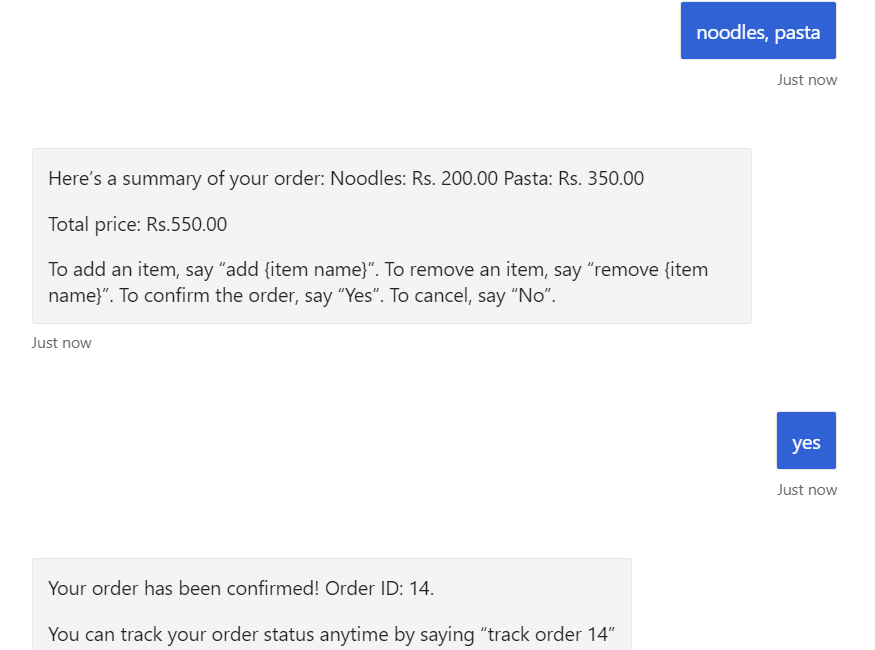 noodles, pasta
Just now
Here’s a summary of your order: Noodles: Rs. 200.00 Pasta: Rs. 350.00
Total price: Rs.550.00
To add an item, say “add {item name}”. To remove an item, say “remove {item
name}”. To confirm the order, say “Yes”. To cancel, say “No”.
Just now
yes
Just now
Your order has been confirmed! Order ID: 14.
You can track your order status anytime by saying “track order 14”